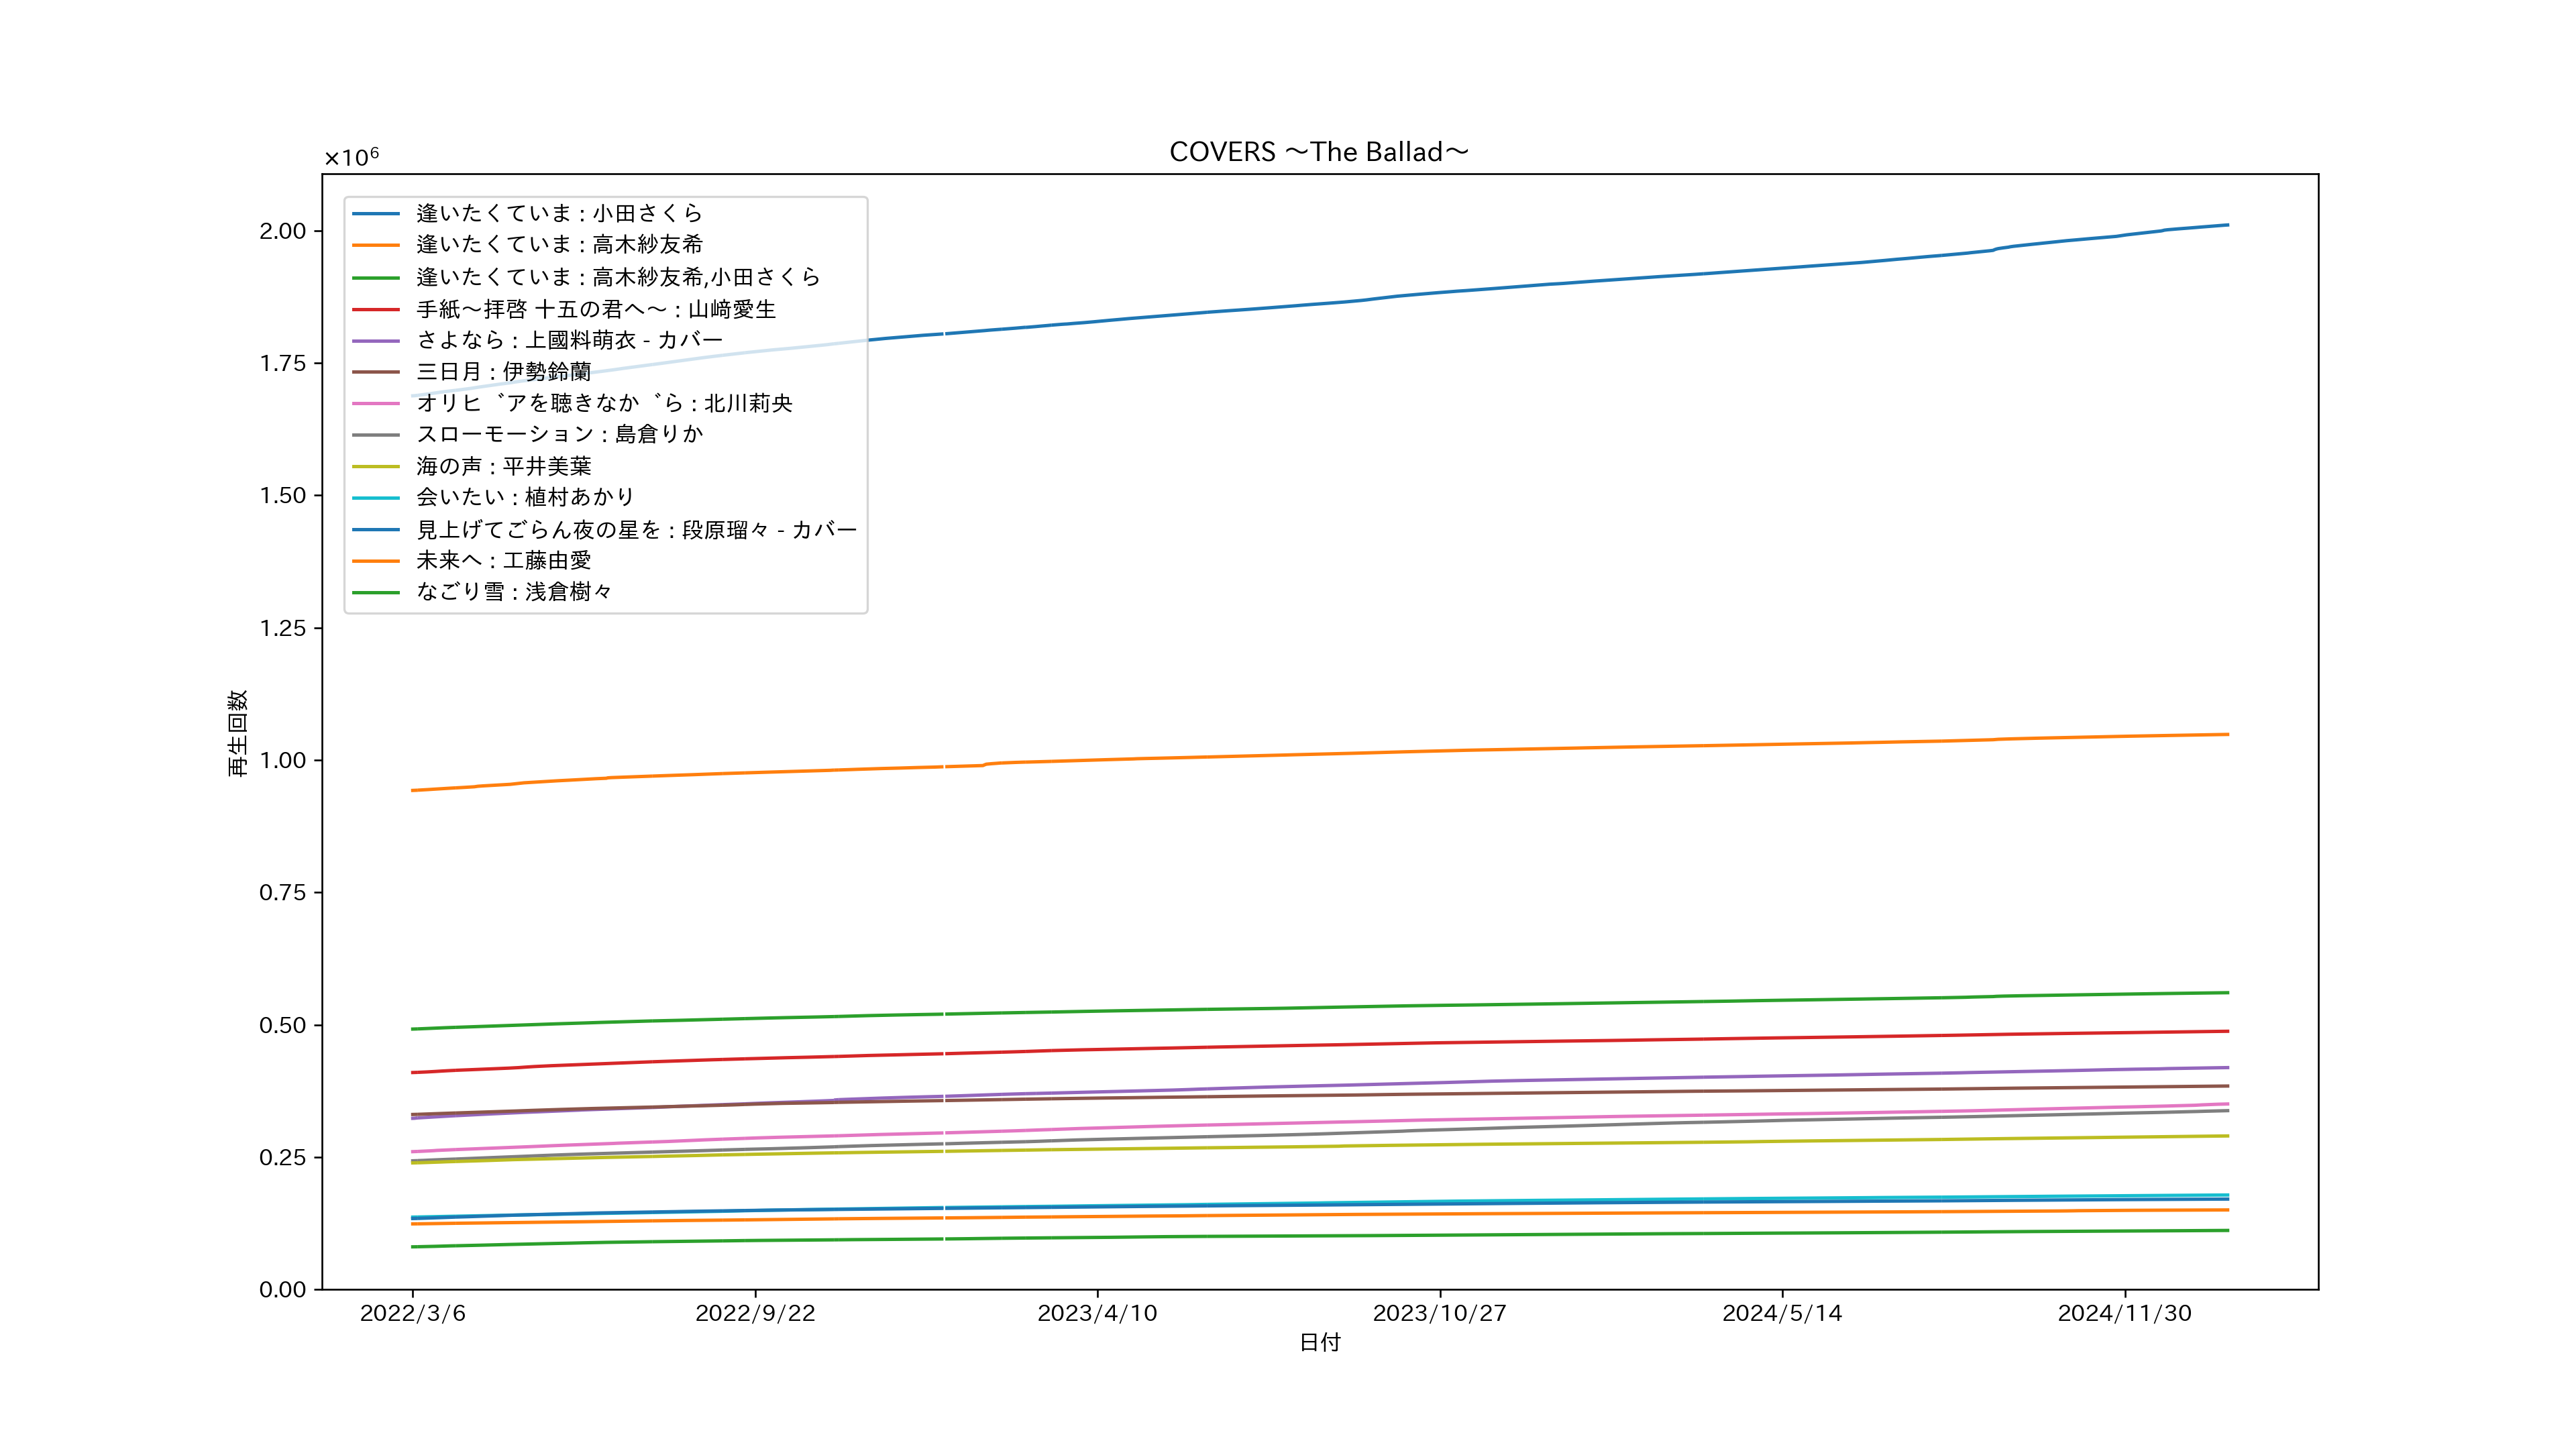 COVERS ～The Ballad～
×10⁶
2.00
1.75
1.50
1.25
1.00
0.75
0.50
0.25
0.00
再生回数
逢いたくていま : 小田さくら
逢いたくていま : 高木紗友希
逢いたくていま : 高木紗友希,小田さくら
手紙～拝啓 十五の君へ～ : 山﨑愛生
さよなら : 上國料萌衣 - カバー
三日月 : 伊勢鈴蘭
オリヒ゛アを聴きなか゛ら : 北川莉央
スローモーション : 島倉りか
海の声 : 平井美葉
会いたい : 植村あかり
見上げてごらん夜の星を : 段原瑠々 - カバー
未来へ : 工藤由愛
なごり雪 : 浅倉樹々
2022/3/6
2022/9/22
2023/4/10
2023/10/27
2024/5/14
2024/11/30
日付